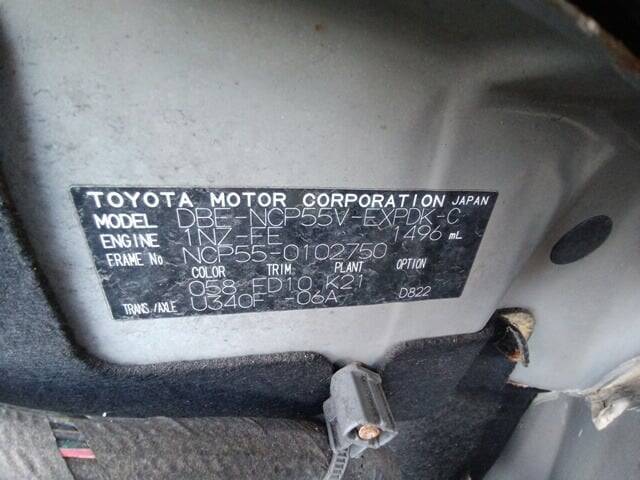 TOYOTA MOTOR CORPORATION JAPAN
MODEL DBE-NCP55V-EXPDK-C
ENGINE 1NZ-FE 1496 mL
FRAME No NCP55-0102750
COLOR TRIM PLANT OPTION
058 FD10 K21
TRANS./AXLE U340F -06A D822